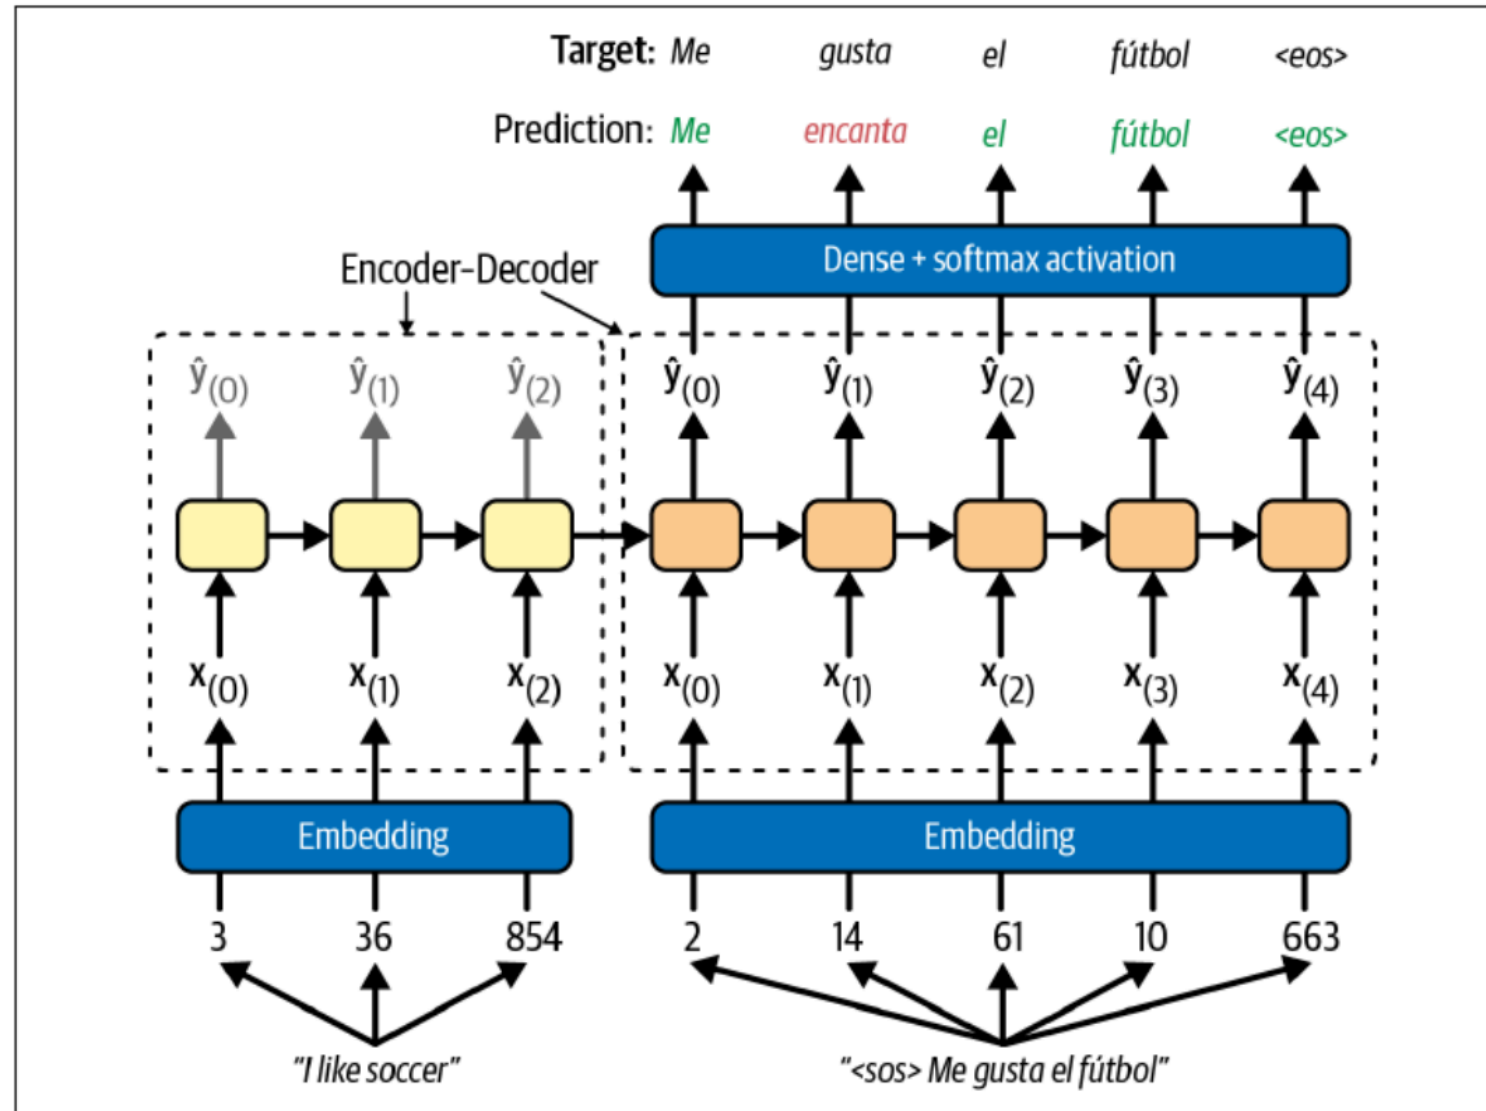 Target: Me gusta el fútbol <eos>
Prediction: Me encanta el fútbol <eos>
Dense + softmax activation
Encoder-Decoder
ŷ(0) ŷ(1) ŷ(2) ŷ(0) ŷ(1) ŷ(2) ŷ(3) ŷ(4)
x(0) x(1) x(2) x(0) x(1) x(2) x(3) x(4)
Embedding Embedding
3 36 854 2 14 61 10 663
"I like soccer" "<sos> Me gusta el fútbol"